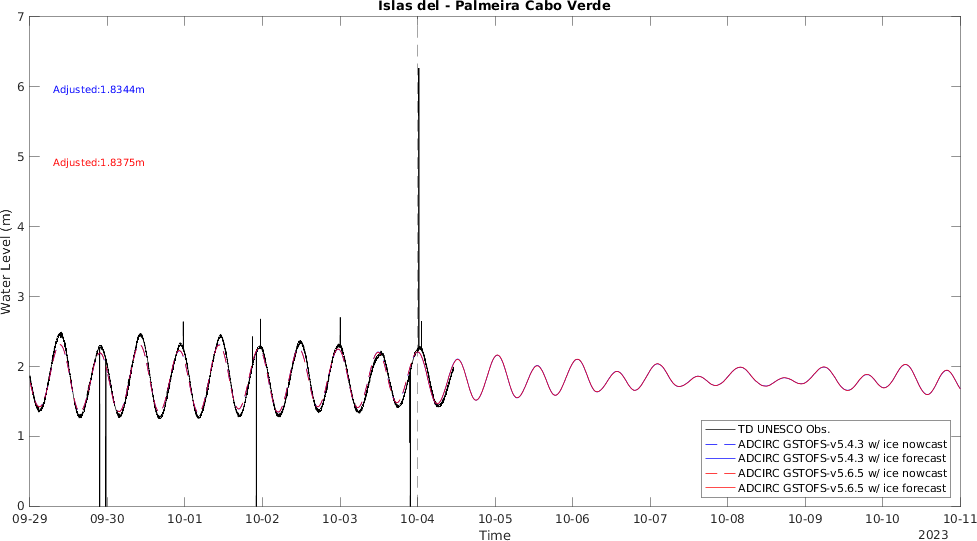 Islas del - Palmeira Cabo Verde
7
6
5
4
3
2
1
0
Water Level (m)
Adjusted:1.8344m
Adjusted:1.8375m
TD UNESCO Obs.
ADCIRC GSTOFS-v5.4.3 w/ ice nowcast
ADCIRC GSTOFS-v5.4.3 w/ ice forecast
ADCIRC GSTOFS-v5.6.5 w/ ice nowcast
ADCIRC GSTOFS-v5.6.5 w/ ice forecast
09-29 09-30 10-01 10-02 10-03 10-04 10-05 10-06 10-07 10-08 10-09 10-10 10-11
Time
2023